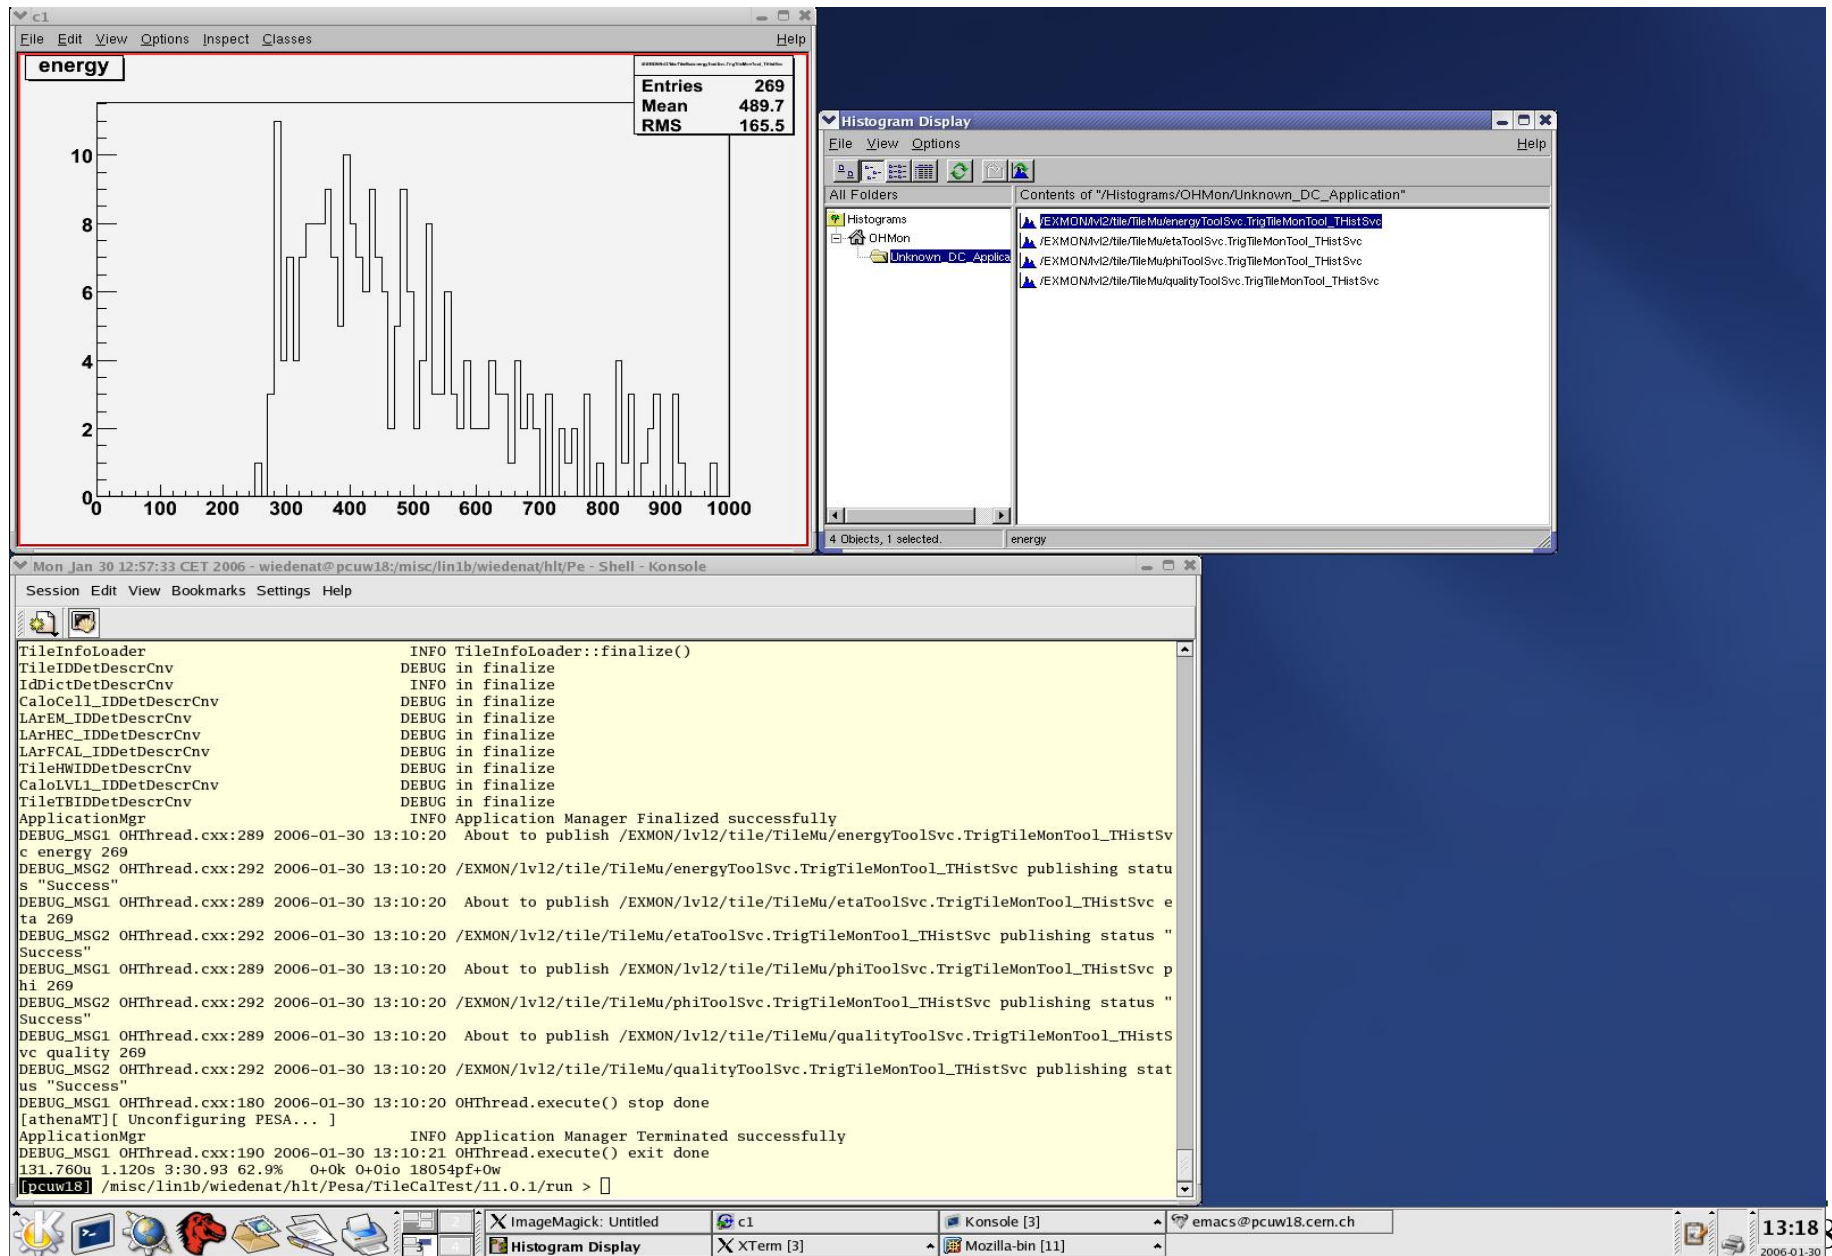 c1
File Edit View Options Inspect Classes Help
energy
Entries 269
Mean 489.7
RMS 165.5
10
8
6
4
2
0
0 100 200 300 400 500 600 700 800 900 1000
Histogram Display
File View Options Help
All Folders
Contents of "/Histograms/OHMon/Unknown_DC_Application"
Histograms
OHMon
Unknown_DC_Applica
/EXMON/lvl2/tile/TileMu/energyToolSvc.TrigTileMonTool_THistSvc
/EXMON/lvl2/tile/TileMu/etaToolSvc.TrigTileMonTool_THistSvc
/EXMON/lvl2/tile/TileMu/phiToolSvc.TrigTileMonTool_THistSvc
/EXMON/lvl2/tile/TileMu/qualityToolSvc.TrigTileMonTool_THistSvc
4 Objects, 1 selected.
energy
Mon Jan 30 12:57:33 CET 2006 - wiedenat@pcuw18:/misc/lin1b/wiedenat/hlt/Pe - Shell - Konsole
Session Edit View Bookmarks Settings Help
TileInfoLoader INFO TileInfoLoader::finalize()
TileIDDetDescrCnv DEBUG in finalize
IdDictDetDescrCnv INFO in finalize
CaloCell_IDDetDescrCnv DEBUG in finalize
LArEM_IDDetDescrCnv DEBUG in finalize
LArHEC_IDDetDescrCnv DEBUG in finalize
LArFCAL_IDDetDescrCnv DEBUG in finalize
TileHWIDDetDescrCnv DEBUG in finalize
CaloLVL1_IDDetDescrCnv DEBUG in finalize
TileTBIDDetDescrCnv DEBUG in finalize
ApplicationMgr INFO Application Manager Finalized successfully
DEBUG_MSG1 OHThread.cxx:289 2006-01-30 13:10:20 About to publish /EXMON/lvl2/tile/TileMu/energyToolSvc.TrigTileMonTool_THistSv
c energy 269
DEBUG_MSG2 OHThread.cxx:292 2006-01-30 13:10:20 /EXMON/lvl2/tile/TileMu/energyToolSvc.TrigTileMonTool_THistSvc publishing statu
s "Success"
DEBUG_MSG1 OHThread.cxx:289 2006-01-30 13:10:20 About to publish /EXMON/lvl2/tile/TileMu/etaToolSvc.TrigTileMonTool_THistSvc e
ta 269
DEBUG_MSG2 OHThread.cxx:292 2006-01-30 13:10:20 /EXMON/lvl2/tile/TileMu/etaToolSvc.TrigTileMonTool_THistSvc publishing status "
Success"
DEBUG_MSG1 OHThread.cxx:289 2006-01-30 13:10:20 About to publish /EXMON/lvl2/tile/TileMu/phiToolSvc.TrigTileMonTool_THistSvc p
hi 269
DEBUG_MSG2 OHThread.cxx:292 2006-01-30 13:10:20 /EXMON/lvl2/tile/TileMu/phiToolSvc.TrigTileMonTool_THistSvc publishing status "
Success"
DEBUG_MSG1 OHThread.cxx:289 2006-01-30 13:10:20 About to publish /EXMON/lvl2/tile/TileMu/qualityToolSvc.TrigTileMonTool_THistS
vc quality 269
DEBUG_MSG2 OHThread.cxx:292 2006-01-30 13:10:20 /EXMON/lvl2/tile/TileMu/qualityToolSvc.TrigTileMonTool_THistSvc publishing stat
us "Success"
DEBUG_MSG1 OHThread.cxx:180 2006-01-30 13:10:20 OHThread.execute() stop done
[athenaMT][ Unconfiguring PESA... ]
ApplicationMgr INFO Application Manager Terminated successfully
DEBUG_MSG1 OHThread.cxx:190 2006-01-30 13:10:21 OHThread.execute() exit done
131.760u 1.120s 3:30.93 62.9% 0+0k 0+0io 18054pf+0w
[pcuw18] /misc/lin1b/wiedenat/hlt/Pesa/TileCalTest/11.0.1/run >
2
3 4
ImageMagick: Untitled
c1
Konsole [3]
emacs@pcuw18.cern.ch
Histogram Display
XTerm [3]
Mozilla-bin [11]
13:18
2006-01-30